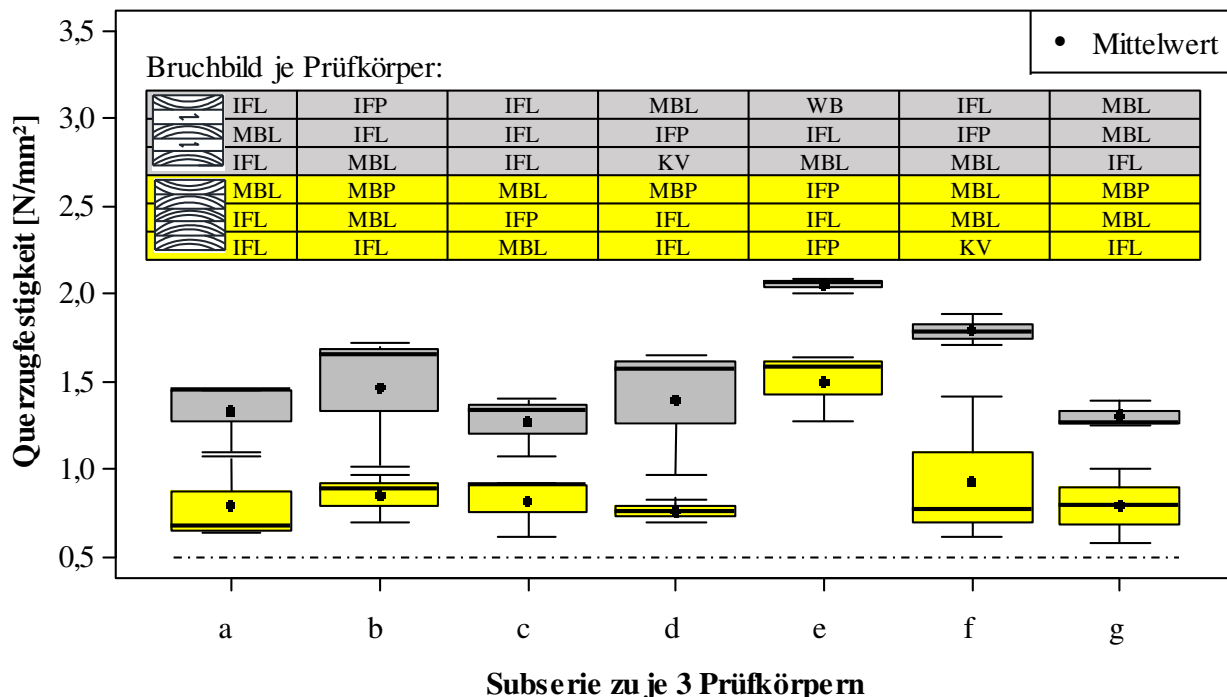 3,5
Mittelwert
Bruchbild je Prüfkörper:
IFL IFP IFL MBL WB IFL MBL
3,0
MBL IFL IFL IFP IFL IFP MBL
IFL MBL IFL KV MBL MBL IFL
MBL MBP MBL MBP IFP MBL MBP
2,5
IFL MBL IFP IFL IFL MBL MBL
IFL IFL MBL IFL IFP KV IFL
2,0
1,5
1,0
0,5
Querzugfestigkeit [N/mm²]
a b c d e f g
Subserie zu je 3 Prüfkörpern